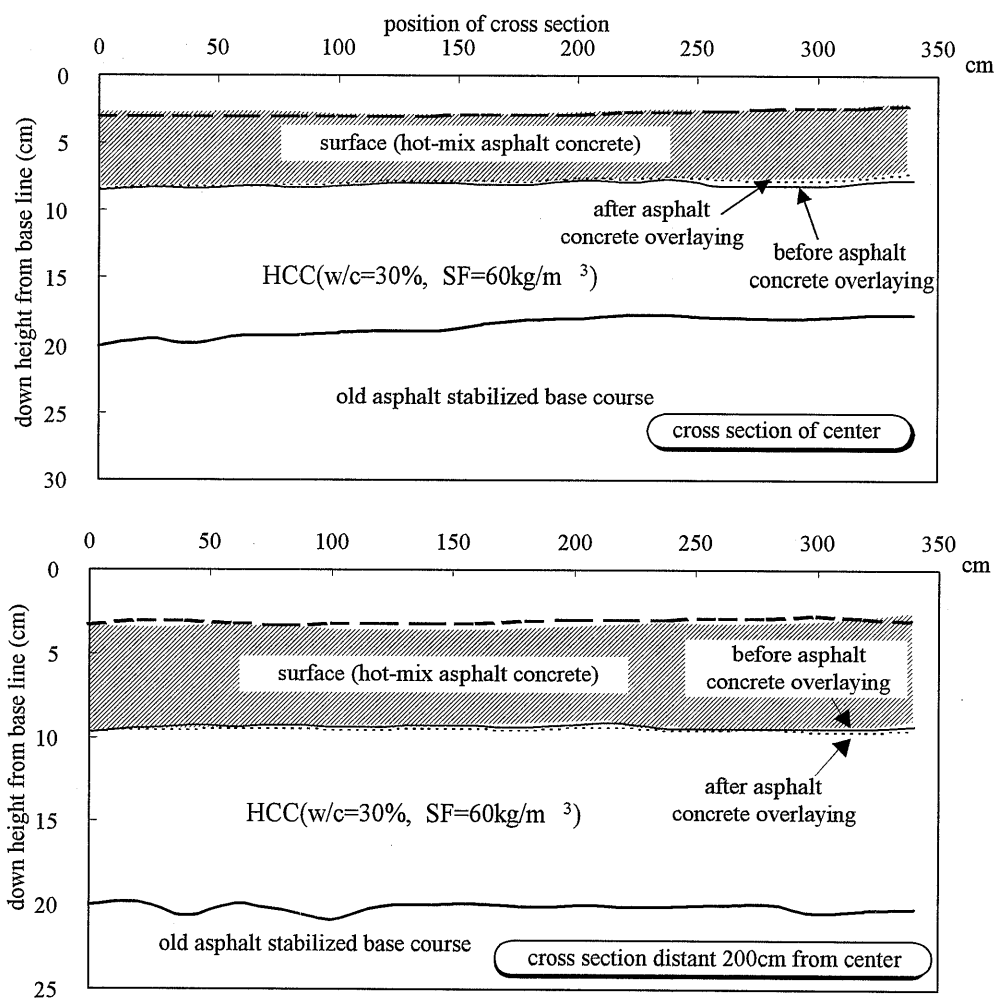 position of cross section
0 50 100 150 200 250 300 350
cm
0
5
10
15
20
25
30
down height from base line (cm)
surface (hot-mix asphalt concrete)
after asphalt
concrete overlaying
before asphalt
concrete overlaying
HCC(w/c=30%, SF=60kg/m 3)
old asphalt stabilized base course
cross section of center
0 50 100 150 200 250 300 350
cm
0
5
10
15
20
25
down height from base line (cm)
surface (hot-mix asphalt concrete)
before asphalt
concrete overlaying
after asphalt
concrete overlaying
HCC(w/c=30%, SF=60kg/m 3)
old asphalt stabilized base course
cross section distant 200cm from center